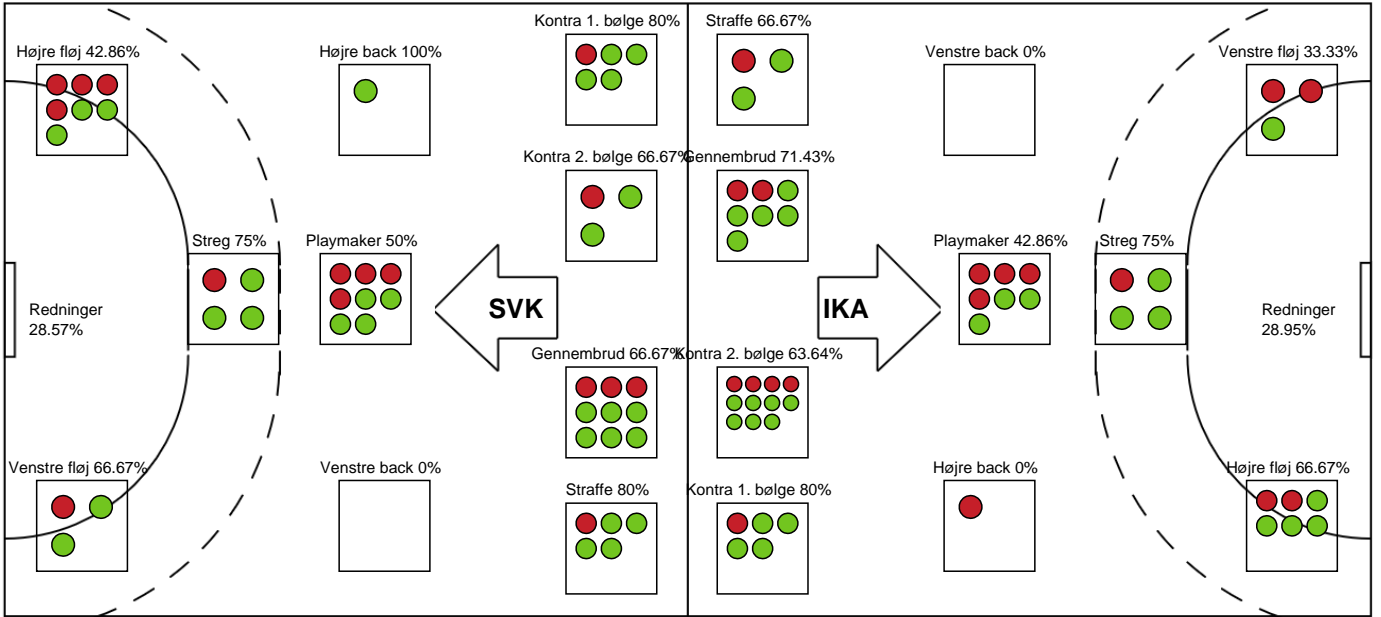 Kontra 1. bølge 80%
Straffe 66.67%
Højre fløj 42.86%
Højre back 100%
Venstre back 0%
Venstre fløj 33.33%
Kontra 2. bølge 66.67%
Gennembrud 71.43%
Streg 75%
Playmaker 50%
Playmaker 42.86%
Streg 75%
Redninger
28.57%
SVK
IKA
Redninger
28.95%
Gennembrud 66.67%
Kontra 2. bølge 63.64%
Venstre fløj 66.67%
Venstre back 0%
Højre back 0%
Højre fløj 66.67%
Straffe 80%
Kontra 1. bølge 80%